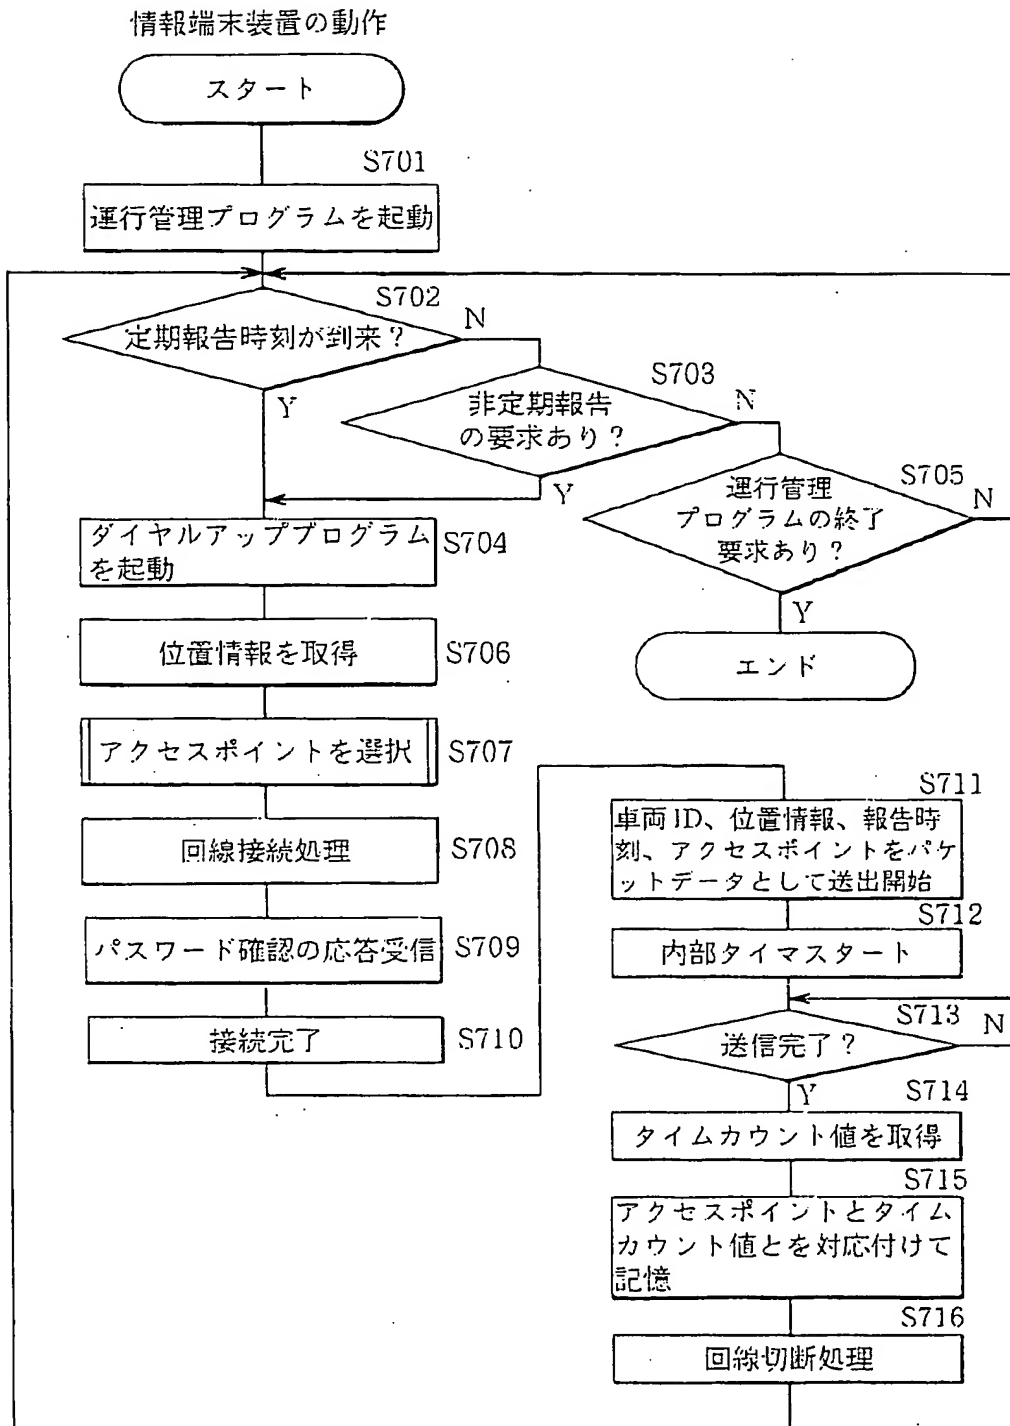 情報端末装置の動作
スタート
S701
運行管理プログラムを起動
S702
定期報告時刻が到来？
N
Y
S703
非定期報告
の要求あり？
N
Y
S705
運行管理
プログラムの終了
要求あり？
N
Y
エンド
ダイヤルアッププログラム
を起動
S704
位置情報を取得
S706
アクセスポイントを選択
S707
回線接続処理
S708
パスワード確認の応答受信
S709
接続完了
S710
S711
車両ID、位置情報、報告時
刻、アクセスポイントをパケ
ットデータとして送出開始
S712
内部タイマスタート
S713
送信完了？
N
Y
S714
タイムカウント値を取得
S715
アクセスポイントとタイム
カウント値とを対応付けて
記憶
S716
回線切断処理